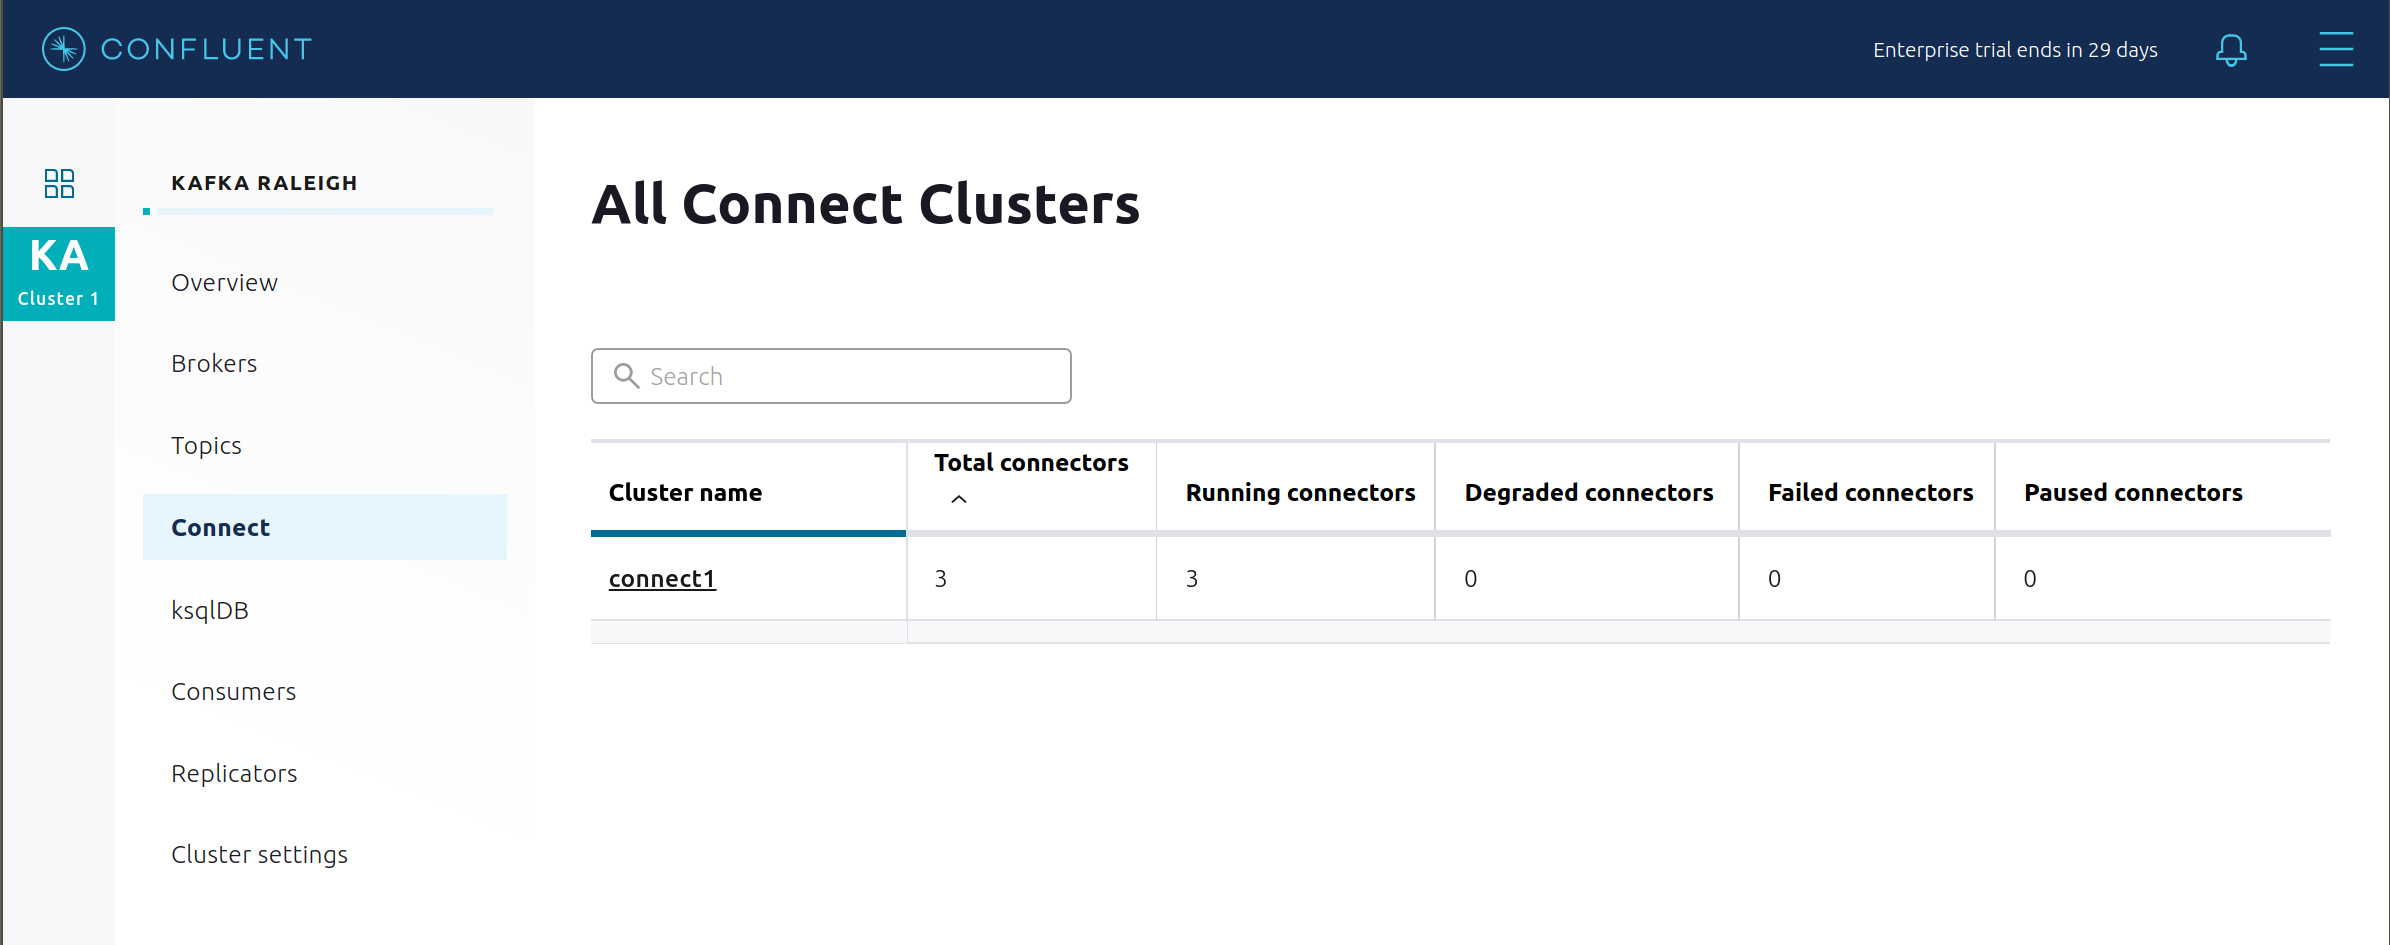 CONFLUENT
Enterprise trial ends in 29 days
KA
Cluster 1
KAFKA RALEIGH
Overview
Brokers
Topics
Connect
ksqlDB
Consumers
Replicators
Cluster settings
All Connect Clusters
Search
Cluster name Total connectors Running connectors Degraded connectors Failed connectors Paused connectors
connect1 3 3 0 0 0